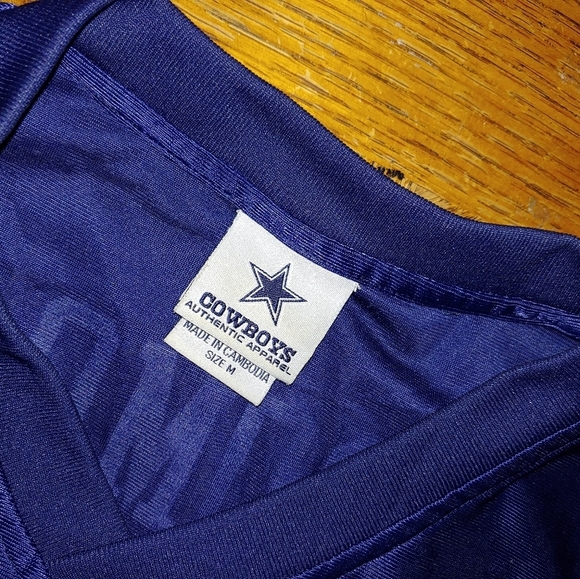 COWBOYS
AUTHENTIC APPAREL
MADE IN CAMBODIA
SIZE M